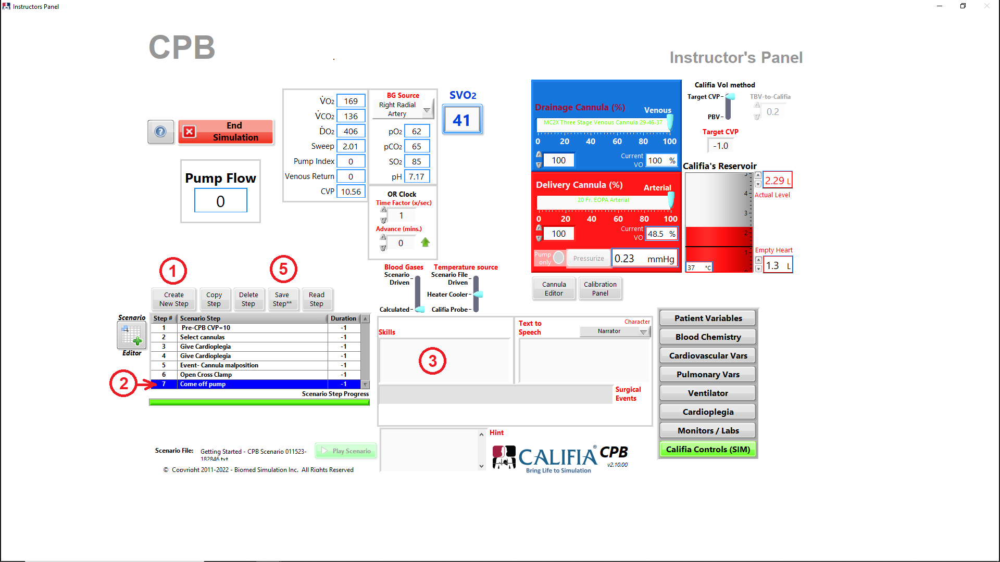 Instructors Panel
CPB
Instructor's Panel
End
Simulation
Pump Flow
0
V̇O2 169
V̇CO2 136
ḊO2 406
Sweep 2.01
Pump Index 0
Venous Return 0
CVP 10.56
BG Source
Right Radial
Artery
pO2 62
pCO2 65
SO2 85
pH 7.17
OR Clock
Time Factor (x/sec)
1
Advance (mins.)
0
SVO2
41
Drainage Cannula (%)
Venous
MC2X Three Stage Venous Cannula 29-46-37
0 20 40 60 80 100
100
Current
VO
100 %
Delivery Cannula (%)
Arterial
20 Fr. EOPA Arterial
0 20 40 60 80 100
100
Current
VO
48.5 %
Pump
only
Pressurize
0.23 mmHg
Califia Vol method
Target CVP-
PBV-
TBV-to-Califia
0.2
Target CVP
-1.0
Califia's Reservoir
5-
4-
3-
2-
1-
2.29 L
Actual Level
Empty Heart
1.3 L
37 °C
Cannula
Editor
Calibration
Panel
1
5
Create
New Step
Copy
Step
Delete
Step
Save
Step**
Read
Step
Blood Gases
Scenario
Driven
Calculated
Temperature source
Scenario File
Driven
Heater Cooler
Califia Probe
Scenario
Editor
2
Step # Scenario Step Duration
1 Pre-CPB CVP=10 -1
2 Select cannulas -1
3 Give Cardioplegia -1
4 Give Cardioplegia -1
5 Event- Cannula malposition -1
6 Open Cross Clamp -1
7 Come off pump -1
Scenario Step Progress
Skills
3
Text to
Speech
Character
Narrator
Surgical
Events
Hint
Patient Variables
Blood Chemistry
Cardiovascular Vars
Pulmonary Vars
Ventilator
Cardioplegia
Monitors / Labs
Califia Controls (SIM)
Scenario File:
Getting Started - CPB Scenario 011523-
182846.txt
Play Scenario
© Copyright 2011-2022 - Biomed Simulation Inc. All Rights Reserved
CALIFIA® CPB
Bring Life to Simulation
v2.10.00